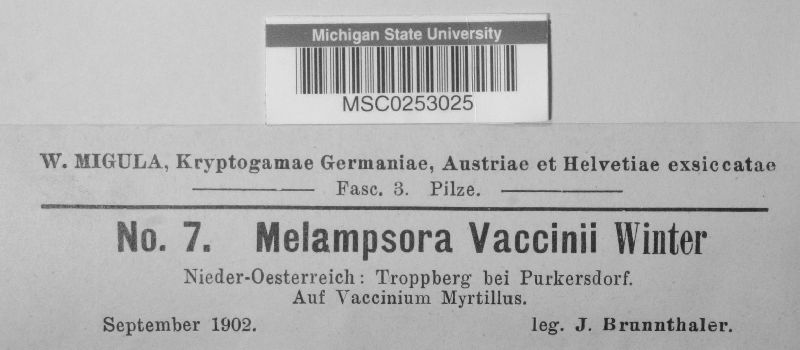 Michigan State University
MSC0253025
W. MIGULA, Kryptogamae Germaniae, Austriae et Helvetiae exsiccatae
Fasc. 3. Pilze.
No. 7. Melampsora Vaccinii Winter
Nieder-Oesterreich: Troppberg bei Purkersdorf.
Auf Vaccinium Myrtillus.
September 1902. leg. J. Brunnthaler.